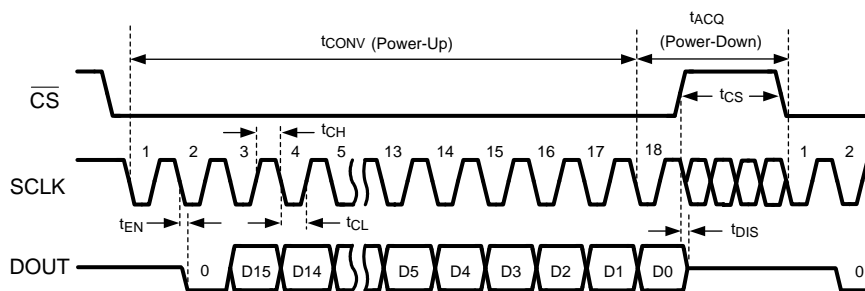 tACQ
tCONV (Power-Up)
(Power-Down)
CS
tCS
tCH
1 2 3 4 5 13 14 15 16 17 18 1 2
SCLK
tEN
tCL
tDIS
DOUT
0 D15 D14 D5 D4 D3 D2 D1 D0 0